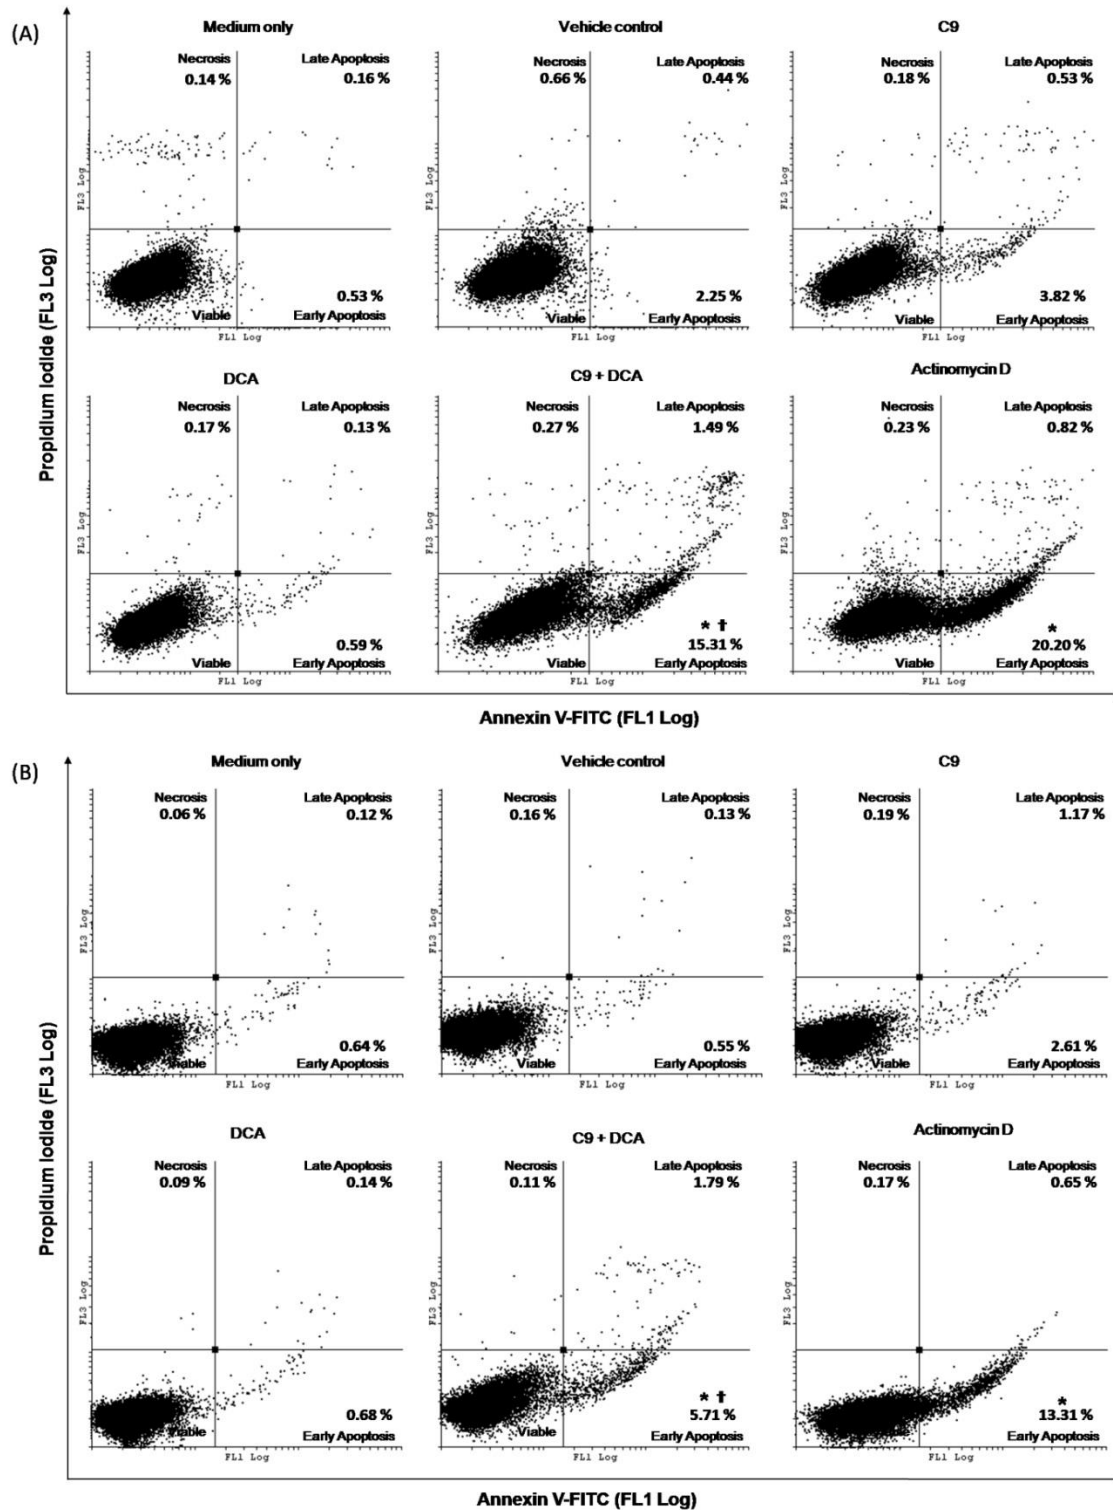 (A)
Medium only
Vehicle control
C9
Necrosis
Late Apoptosis
Necrosis
Late Apoptosis
Necrosis
Late Apoptosis
0.14 %
0.16 %
0.66 %
0.44 %
0.18 %
0.53 %
FL3 Log
FL3 Log
FL3 Log
0.53 %
2.25 %
3.82 %
Viable
Early Apoptosis
Viable
Early Apoptosis
Viable
Early Apoptosis
FL1 Log
FL1 Log
FL1 Log
Propidium Iodide (FL3 Log)
DCA
C9 + DCA
Actinomycin D
Necrosis
Late Apoptosis
Necrosis
Late Apoptosis
Necrosis
Late Apoptosis
0.17 %
0.13 %
0.27 %
1.49 %
0.23 %
0.82 %
FL3 Log
FL3 Log
FL3 Log
* †
*
0.59 %
15.31 %
20.20 %
Viable
Early Apoptosis
Viable
Early Apoptosis
Viable
Early Apoptosis
FL1 Log
FL1 Log
FL1 Log
Annexin V-FITC (FL1 Log)
(B)
Medium only
Vehicle control
C9
Necrosis
Late Apoptosis
Necrosis
Late Apoptosis
Necrosis
Late Apoptosis
0.06 %
0.12 %
0.16 %
0.13 %
0.19 %
1.17 %
FL3 Log
FL3 Log
FL3 Log
0.64 %
0.55 %
2.61 %
Viable
Early Apoptosis
Viable
Early Apoptosis
Viable
Early Apoptosis
FL1 Log
FL1 Log
FL1 Log
Propidium Iodide (FL3 Log)
DCA
C9 + DCA
Actinomycin D
Necrosis
Late Apoptosis
Necrosis
Late Apoptosis
Necrosis
Late Apoptosis
0.09 %
0.14 %
0.11 %
1.79 %
0.17 %
0.65 %
FL3 Log
FL3 Log
FL3 Log
* †
*
0.68 %
5.71 %
13.31 %
Viable
Early Apoptosis
Viable
Early Apoptosis
Viable
Early Apoptosis
FL1 Log
FL1 Log
FL1 Log
Annexin V-FITC (FL1 Log)